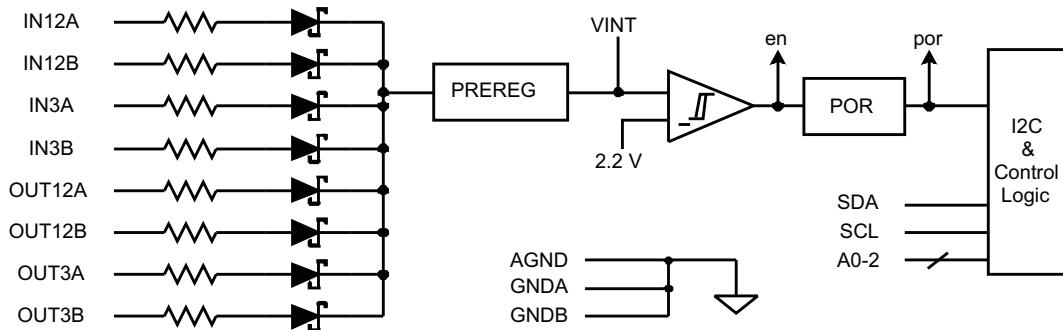 IN12A
IN12B
IN3A
IN3B
OUT12A
OUT12B
OUT3A
OUT3B
PREREG
VINT
2.2 V
en
POR
por
I2C
&
Control
Logic
SDA
SCL
A0-2
AGND
GNDA
GNDB